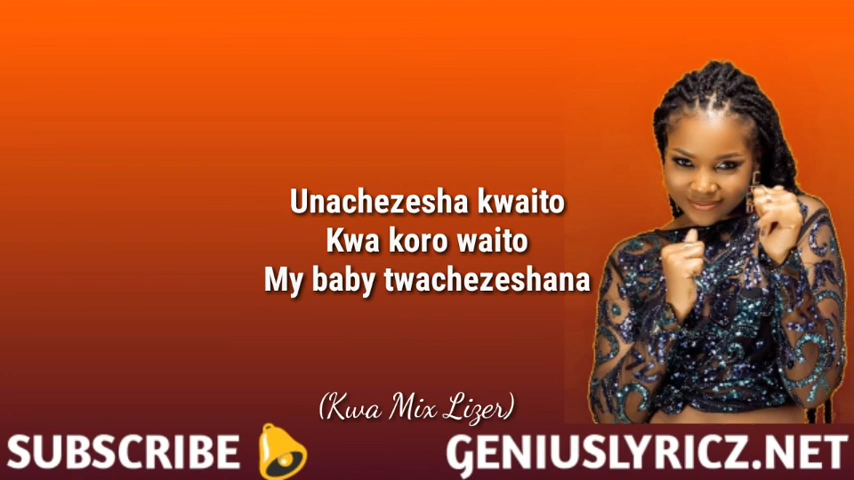 Unachezesha kwaito
Kwa koro waito
My baby twachezeshana
(Kwa Mix Lizer)
SUBSCRIBE
GENIUSLYRICZ.NET